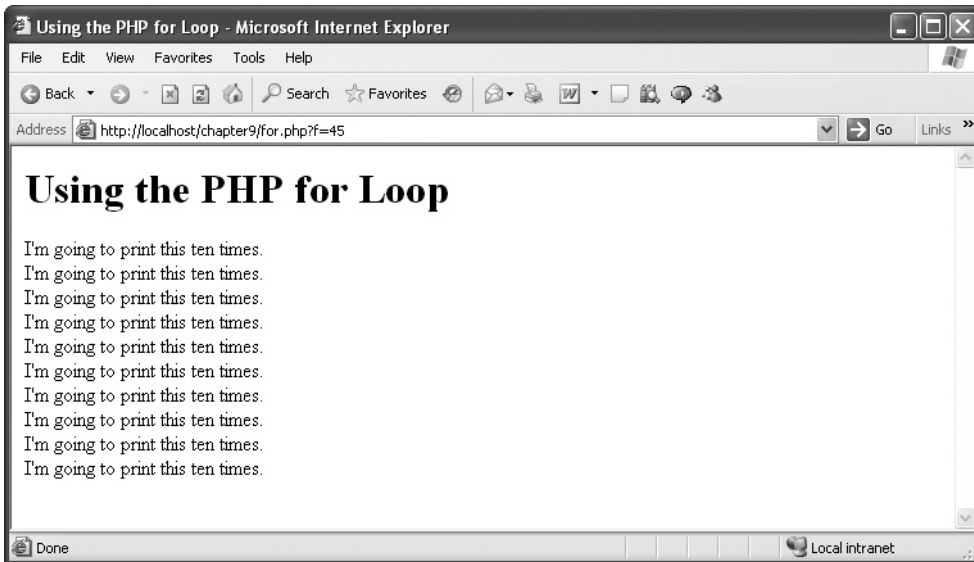 Using the PHP for Loop - Microsoft Internet Explorer
File Edit View Favorites Tools Help
Back Search Favorites
Address http://localhost/chapter9/for.php?f=45 Go Links »
Using the PHP for Loop
I'm going to print this ten times.
I'm going to print this ten times.
I'm going to print this ten times.
I'm going to print this ten times.
I'm going to print this ten times.
I'm going to print this ten times.
I'm going to print this ten times.
I'm going to print this ten times.
I'm going to print this ten times.
I'm going to print this ten times.
Done Local intranet